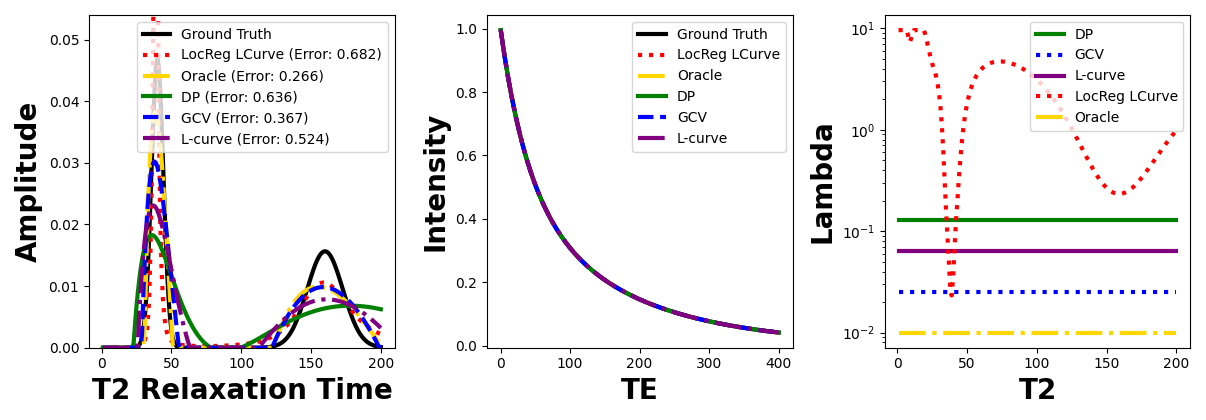 Amplitude
0.05
0.04
0.03
0.02
0.01
0.00
0
50
100
150
200
T2 Relaxation Time
Ground Truth
LocReg LCurve (Error: 0.682)
Oracle (Error: 0.266)
DP (Error: 0.636)
GCV (Error: 0.367)
L-curve (Error: 0.524)
Intensity
1.0
0.8
0.6
0.4
0.2
0.0
0
100
200
300
400
TE
Ground Truth
LocReg LCurve
Oracle
DP
GCV
L-curve
Lambda
10¹
10⁰
10⁻¹
10⁻²
0
50
100
150
200
T2
DP
GCV
L-curve
LocReg LCurve
Oracle